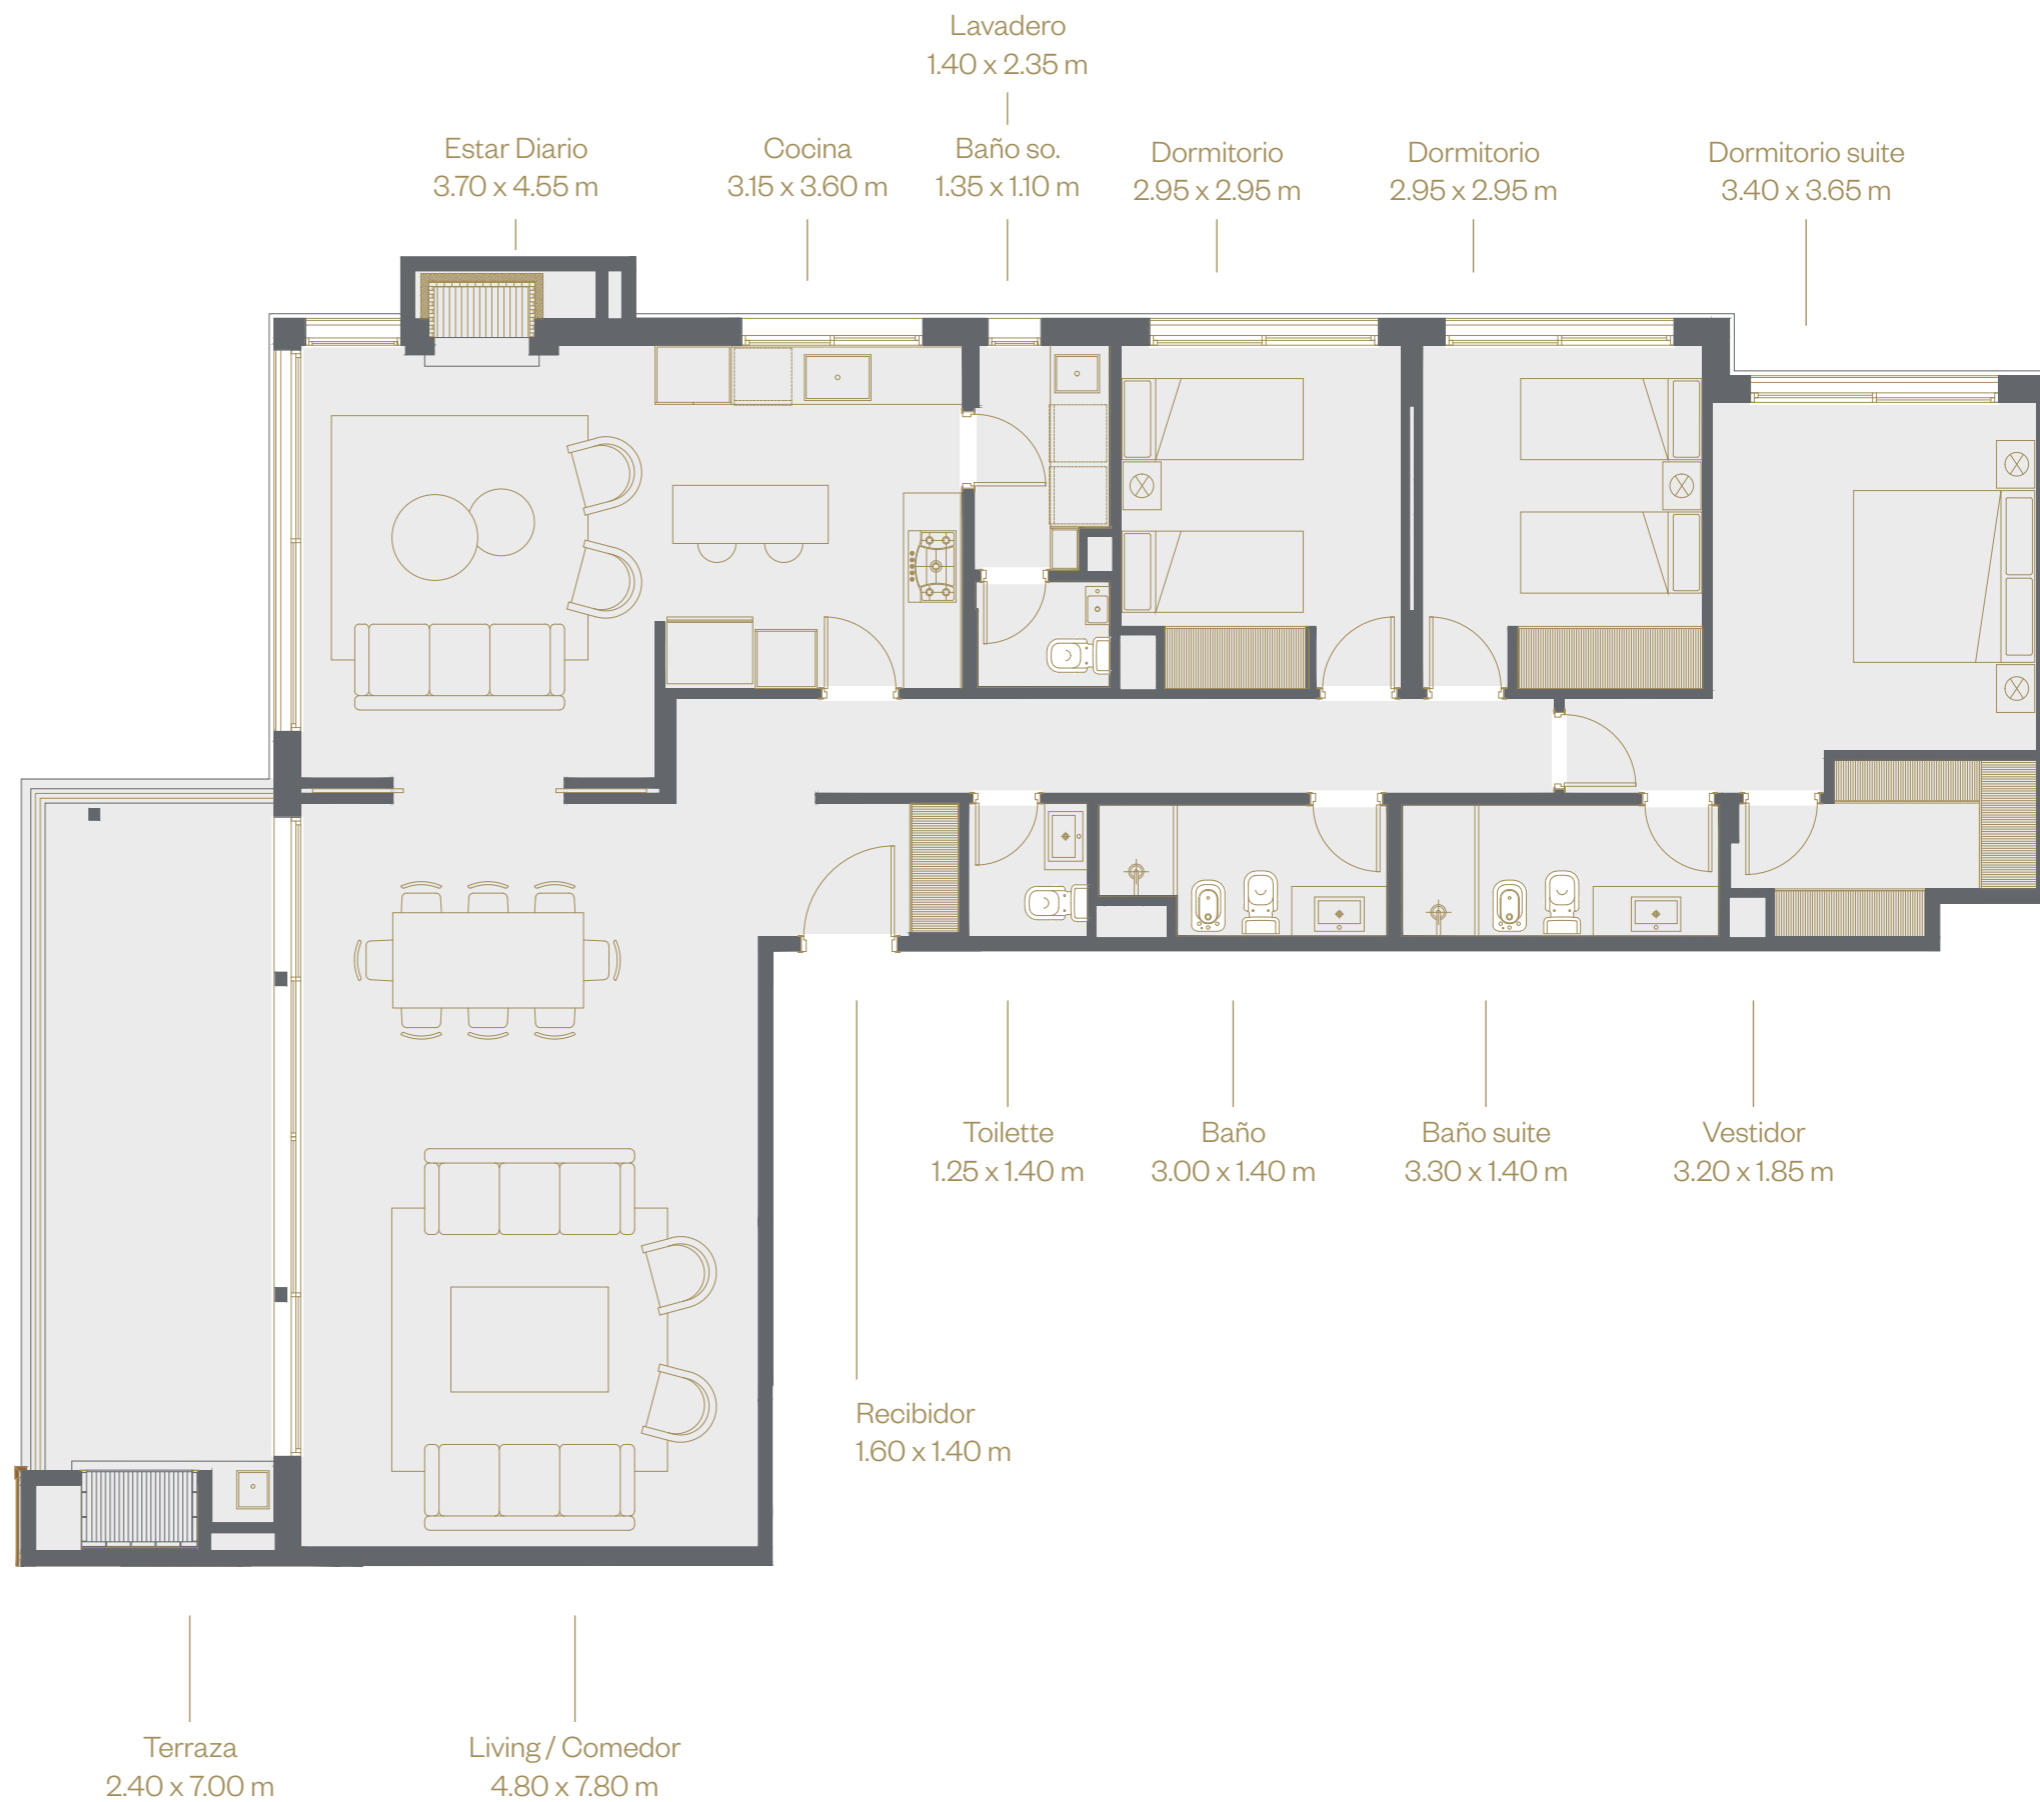 Lavadero
1.40 x 2.35 m
Estar Diario
3.70 x 4.55 m
Cocina
3.15 x 3.60 m
Baño so.
1.35 x 1.10 m
Dormitorio
2.95 x 2.95 m
Dormitorio
2.95 x 2.95 m
Dormitorio suite
3.40 x 3.65 m
Toilette
1.25 x 1.40 m
Baño
3.00 x 1.40 m
Baño suite
3.30 x 1.40 m
Vestidor
3.20 x 1.85 m
Recibidor
1.60 x 1.40 m
Terraza
2.40 x 7.00 m
Living / Comedor
4.80 x 7.80 m